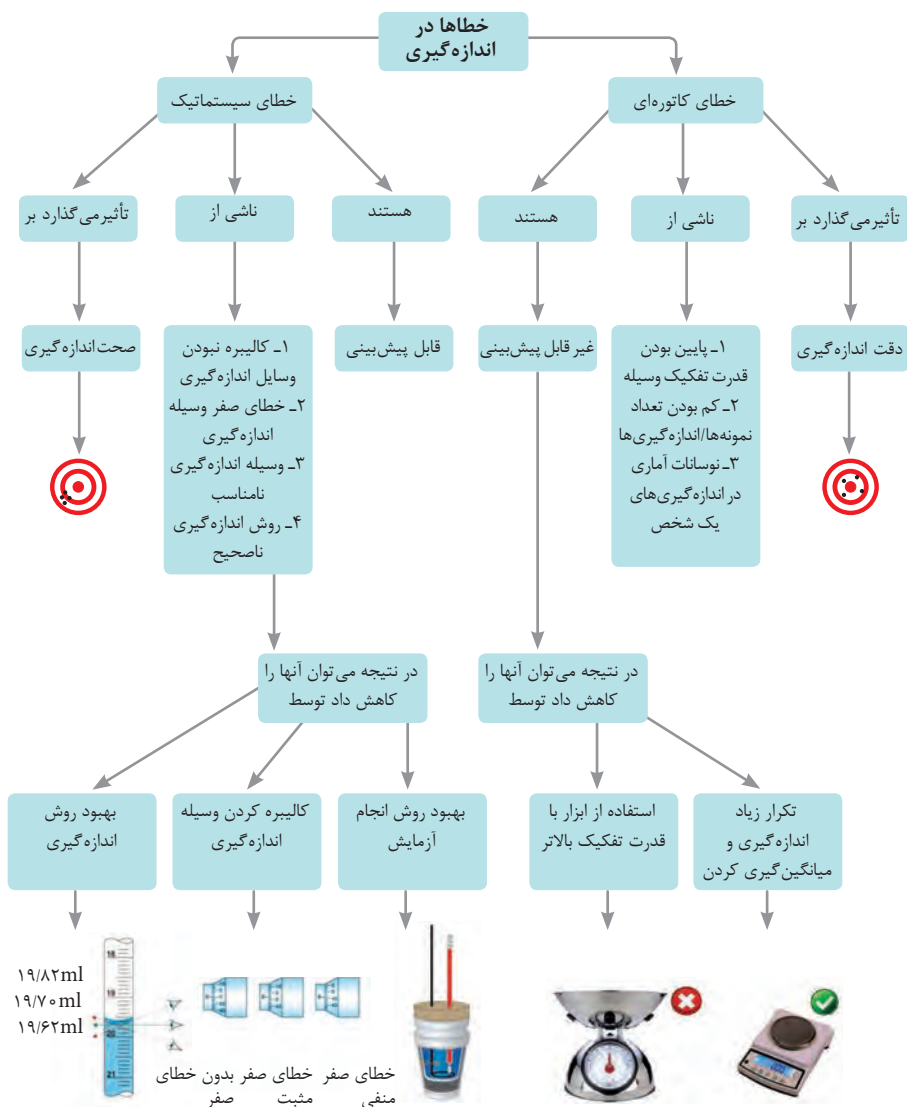 خطاها در
اندازه‌گیری
خطای کاتوره‌ای
خطای سیستماتیک
تأثیرمی‌گذارد بر
ناشی از
هستند
هستند
ناشی از
تأثیرمی‌گذارد بر
دقت اندازه‌گیری
۱ـ پایین بودن
قدرت تفکیک وسیله
۲ـ کم بودن تعداد
نمونه‌ها/اندازه‌گیری‌ها
۳ـ نوسانات آماری
در اندازه‌گیری‌های
یک شخص
غیر قابل پیش‌بینی
قابل پیش‌بینی
۱ـ کالیبره نبودن
وسایل اندازه‌گیری
۲ـ خطای صفر وسیله
اندازه‌گیری
۳ـ وسیله اندازه‌گیری
نامناسب
۴ـ روش اندازه‌گیری
ناصحیح
صحت‌اندازه‌گیری
در نتیجه می‌توان آنها را
کاهش داد توسط
در نتیجه می‌توان آنها را
کاهش داد توسط
تکرار زیاد
اندازه‌گیری و
میانگین‌گیری کردن
استفاده از ابزار با
قدرت تفکیک بالاتر
بهبود روش انجام
آزمایش
کالیبره کردن وسیله
اندازه‌گیری
بهبود روش
اندازه‌گیری
۱۹/۸۲ml
۱۹/۷۰ml
۱۹/۶۲ml
18
19
20
21
خطای صفر
منفی
خطای صفر
مثبت
بدون خطای
صفر